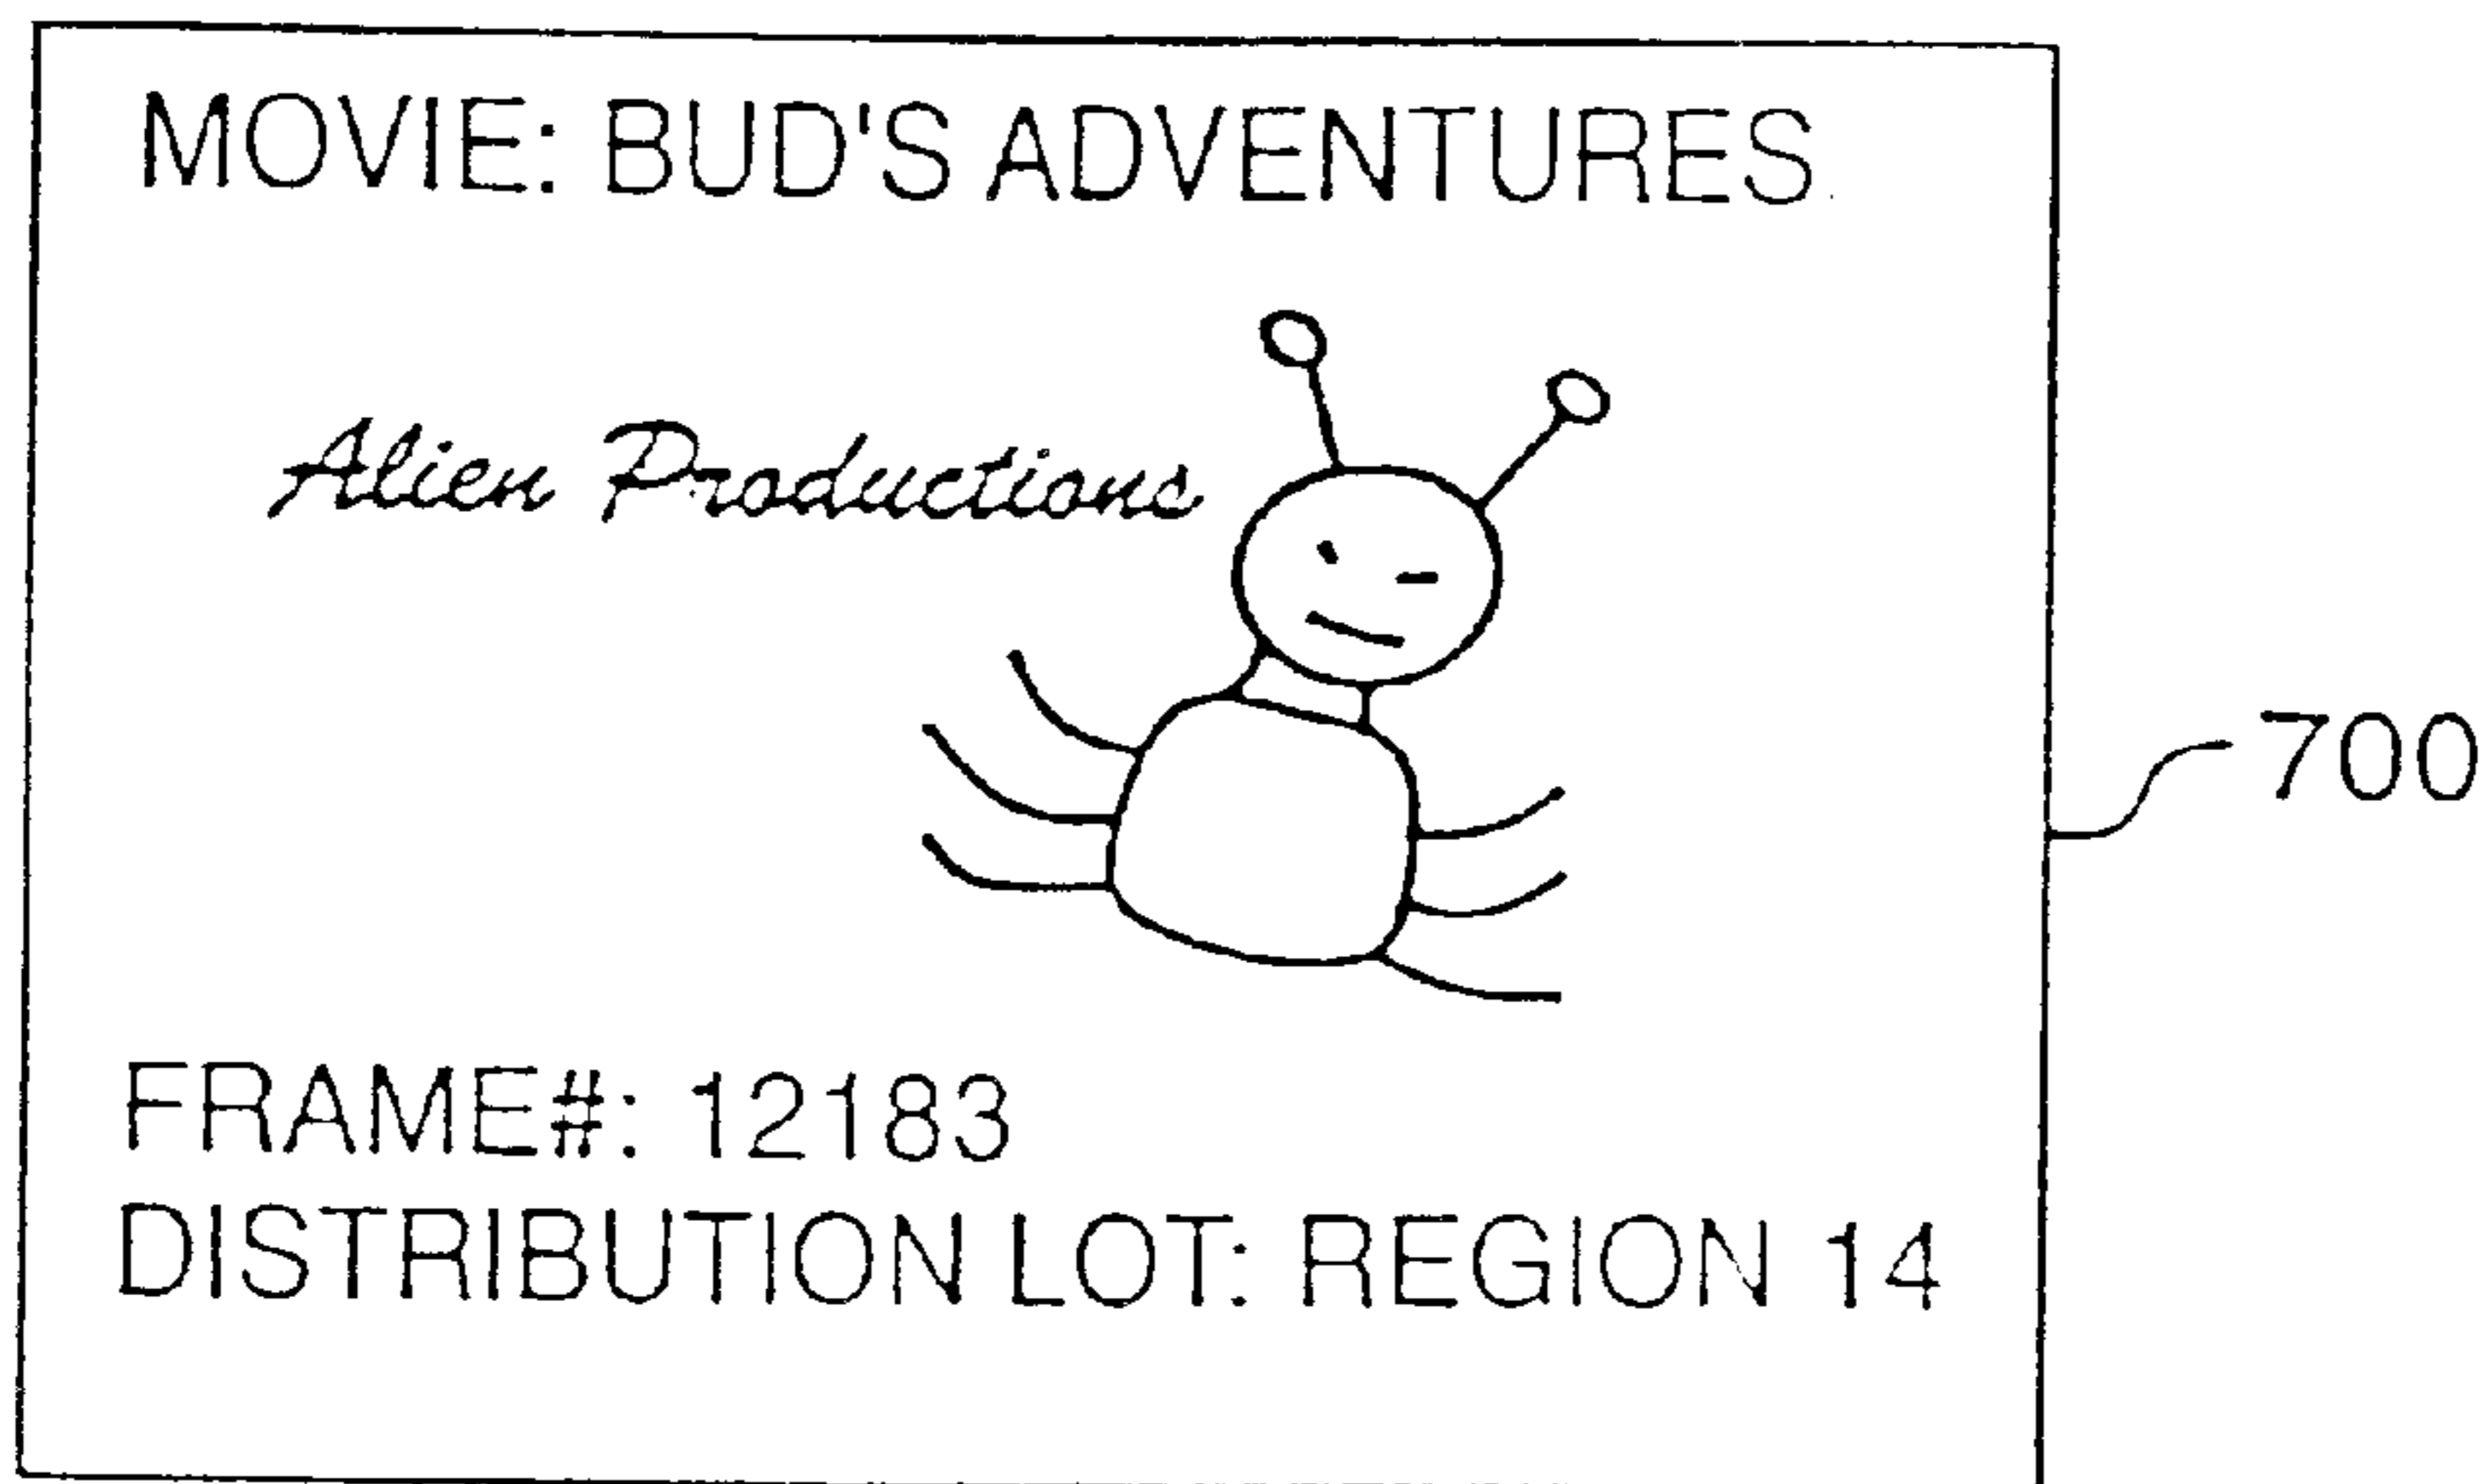 MOVIE: BUD'S ADVENTURES
Alien Productions
700
FRAME#: 12183
DISTRIBUTION LOT: REGION 14